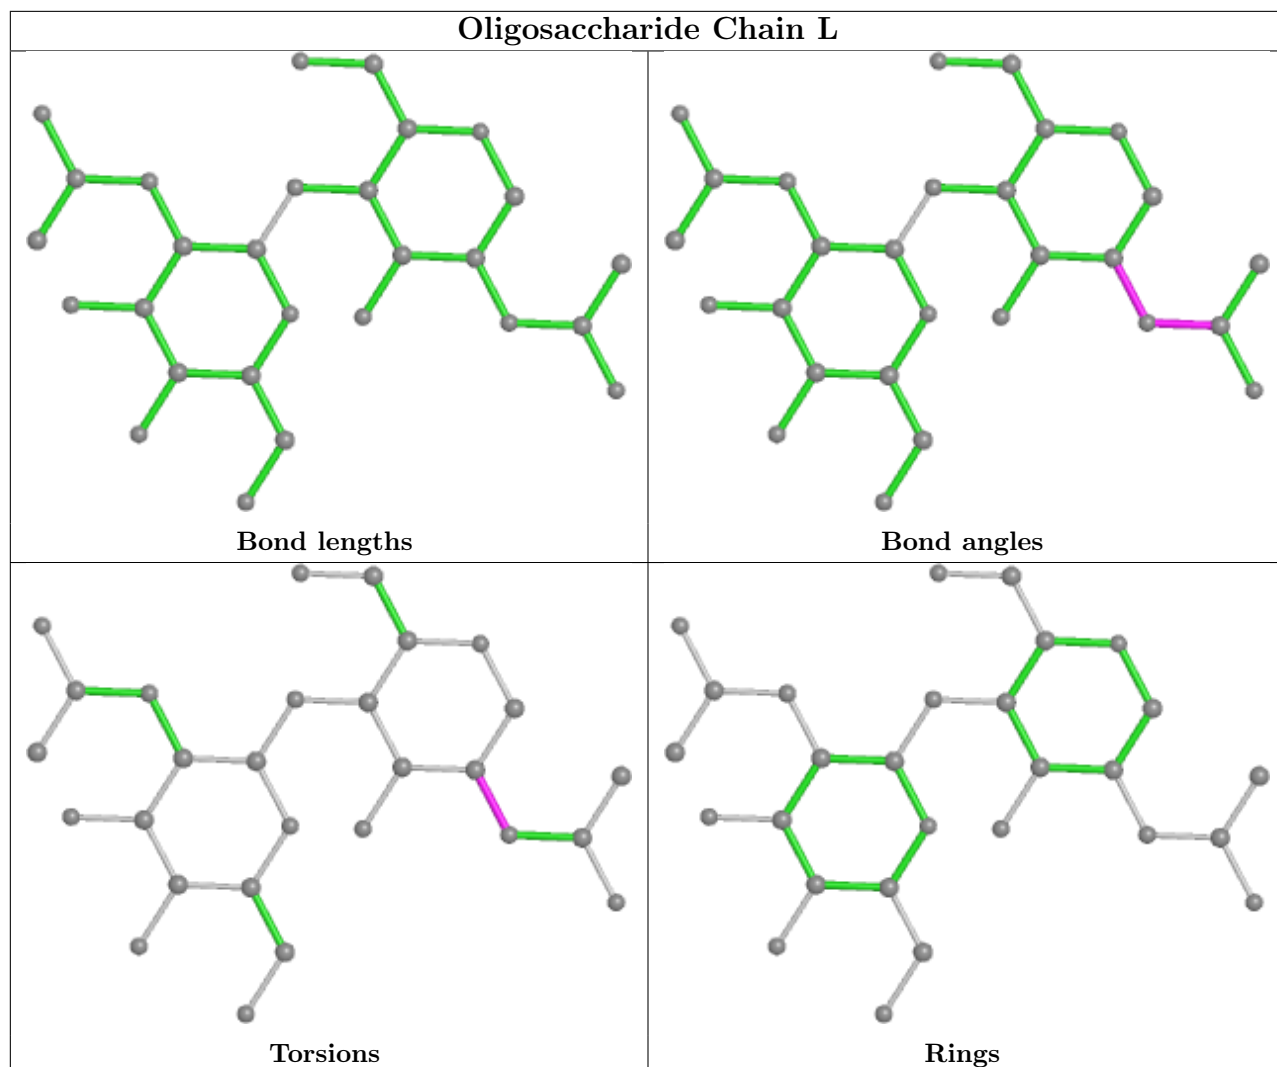 Oligosaccharide Chain L
Bond lengths
Bond angles
Torsions
Rings